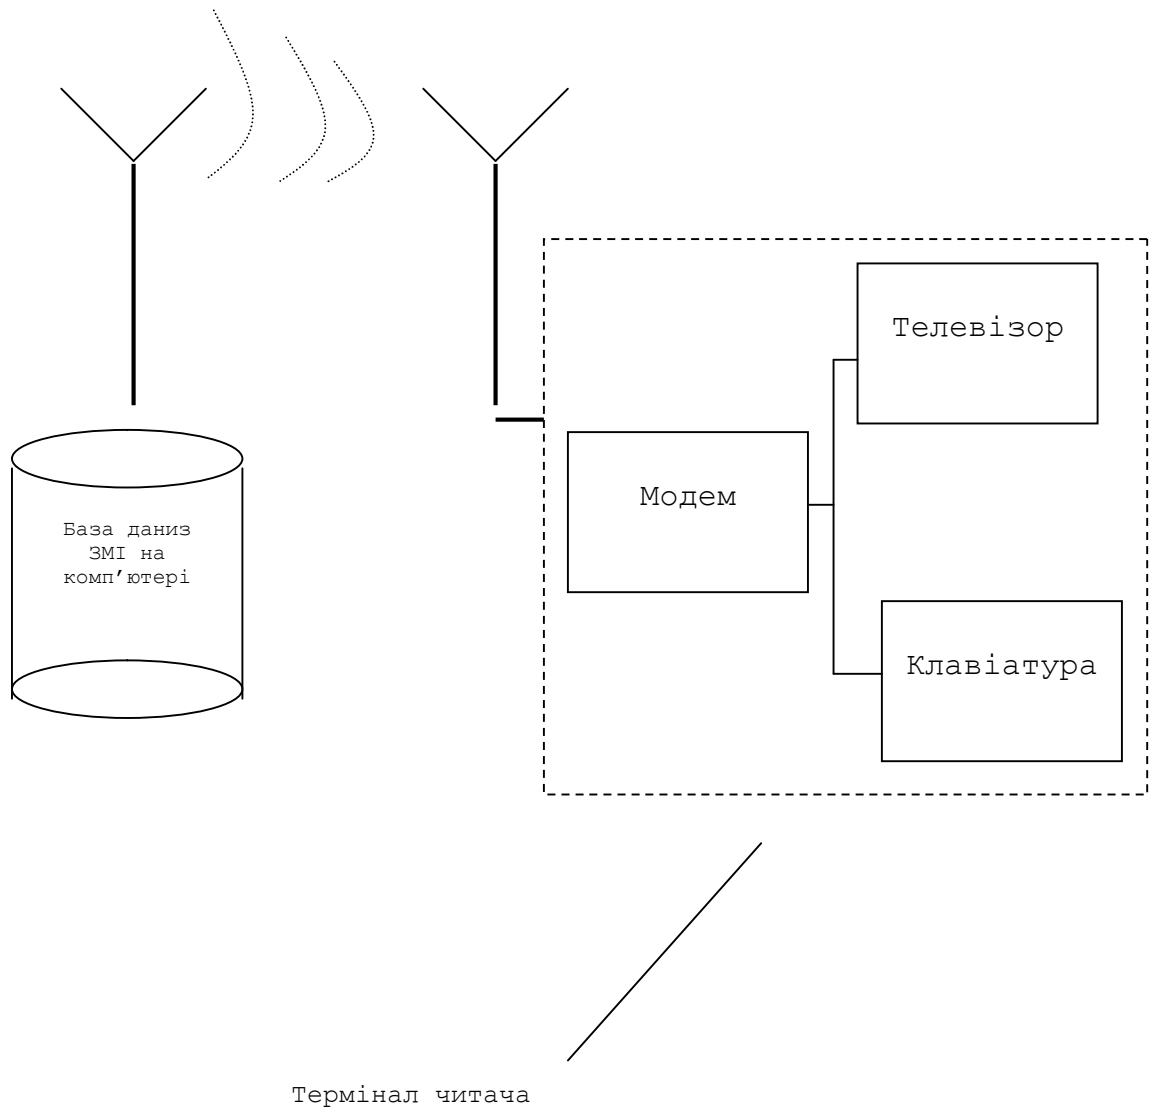 Телевізор
Модем
База даниз
ЗМІ на
комп’ютері
Клавіатура
Термінал читача